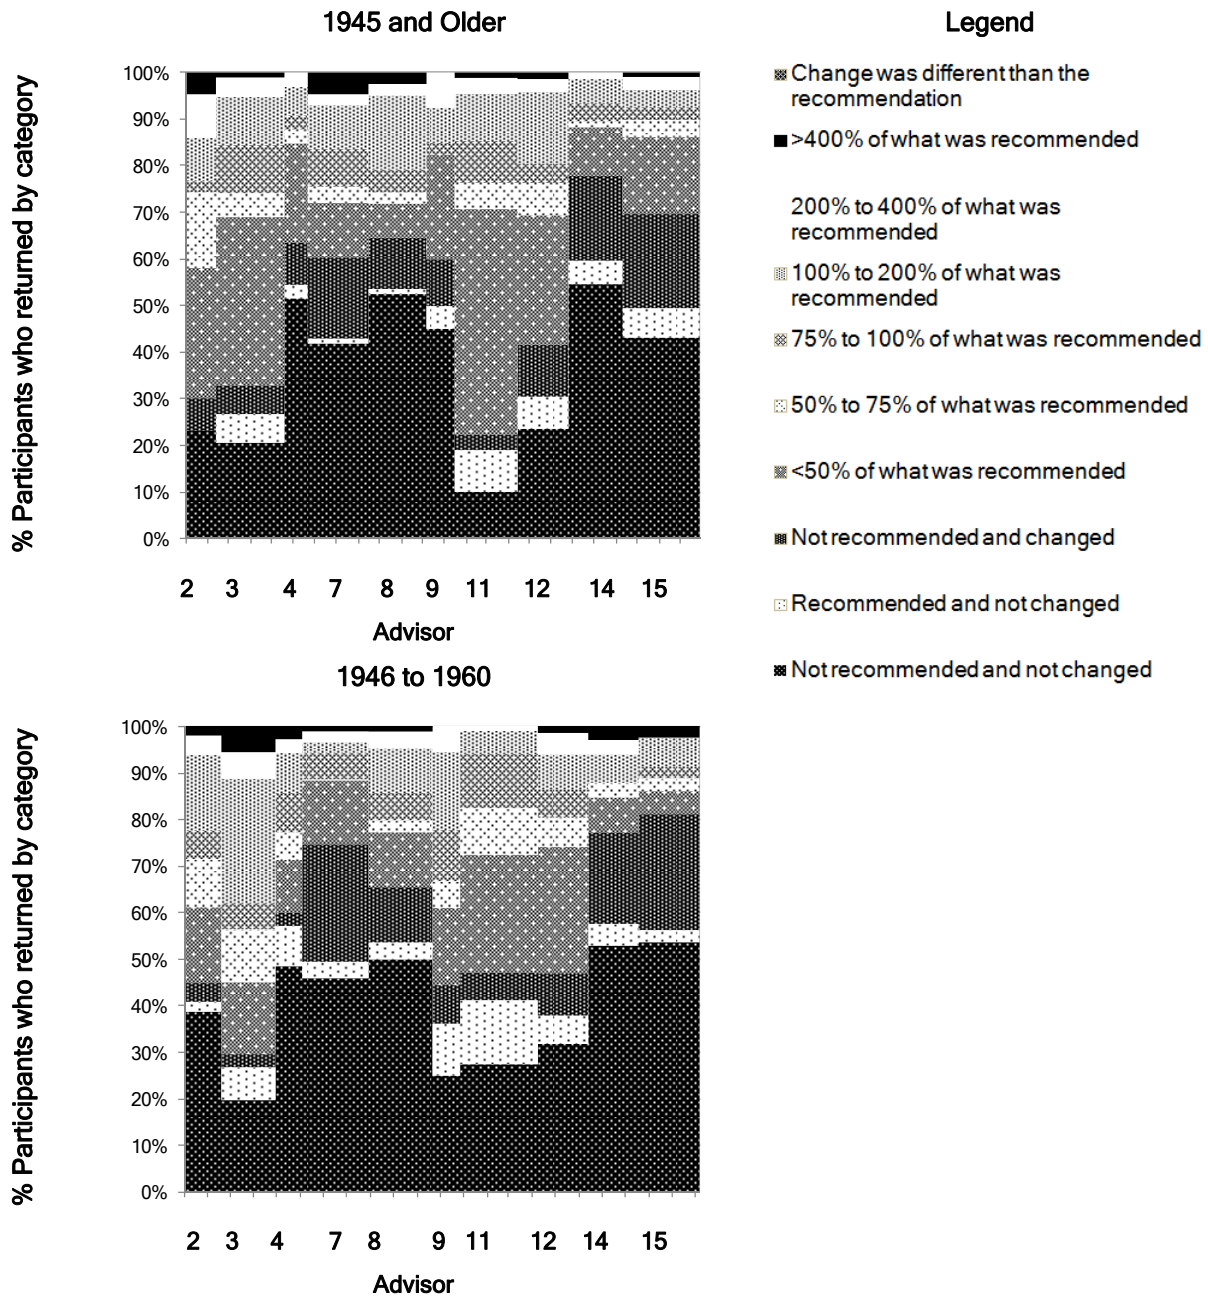 1945 and Older
Legend
% Participants who returned by category
100%
90%
80%
70%
60%
50%
40%
30%
20%
10%
0%
2 3 4 7 8 9 11 12 14 15
Advisor
Change was different than the
recommendation
>400% of what was recommended
200% to 400% of what was
recommended
100% to 200% of what was
recommended
75% to 100% of what was recommended
50% to 75% of what was recommended
<50% of what was recommended
Not recommended and changed
Recommended and not changed
Not recommended and not changed
1946 to 1960
% Participants who returned by category
100%
90%
80%
70%
60%
50%
40%
30%
20%
10%
0%
2 3 4 7 8 9 11 12 14 15
Advisor